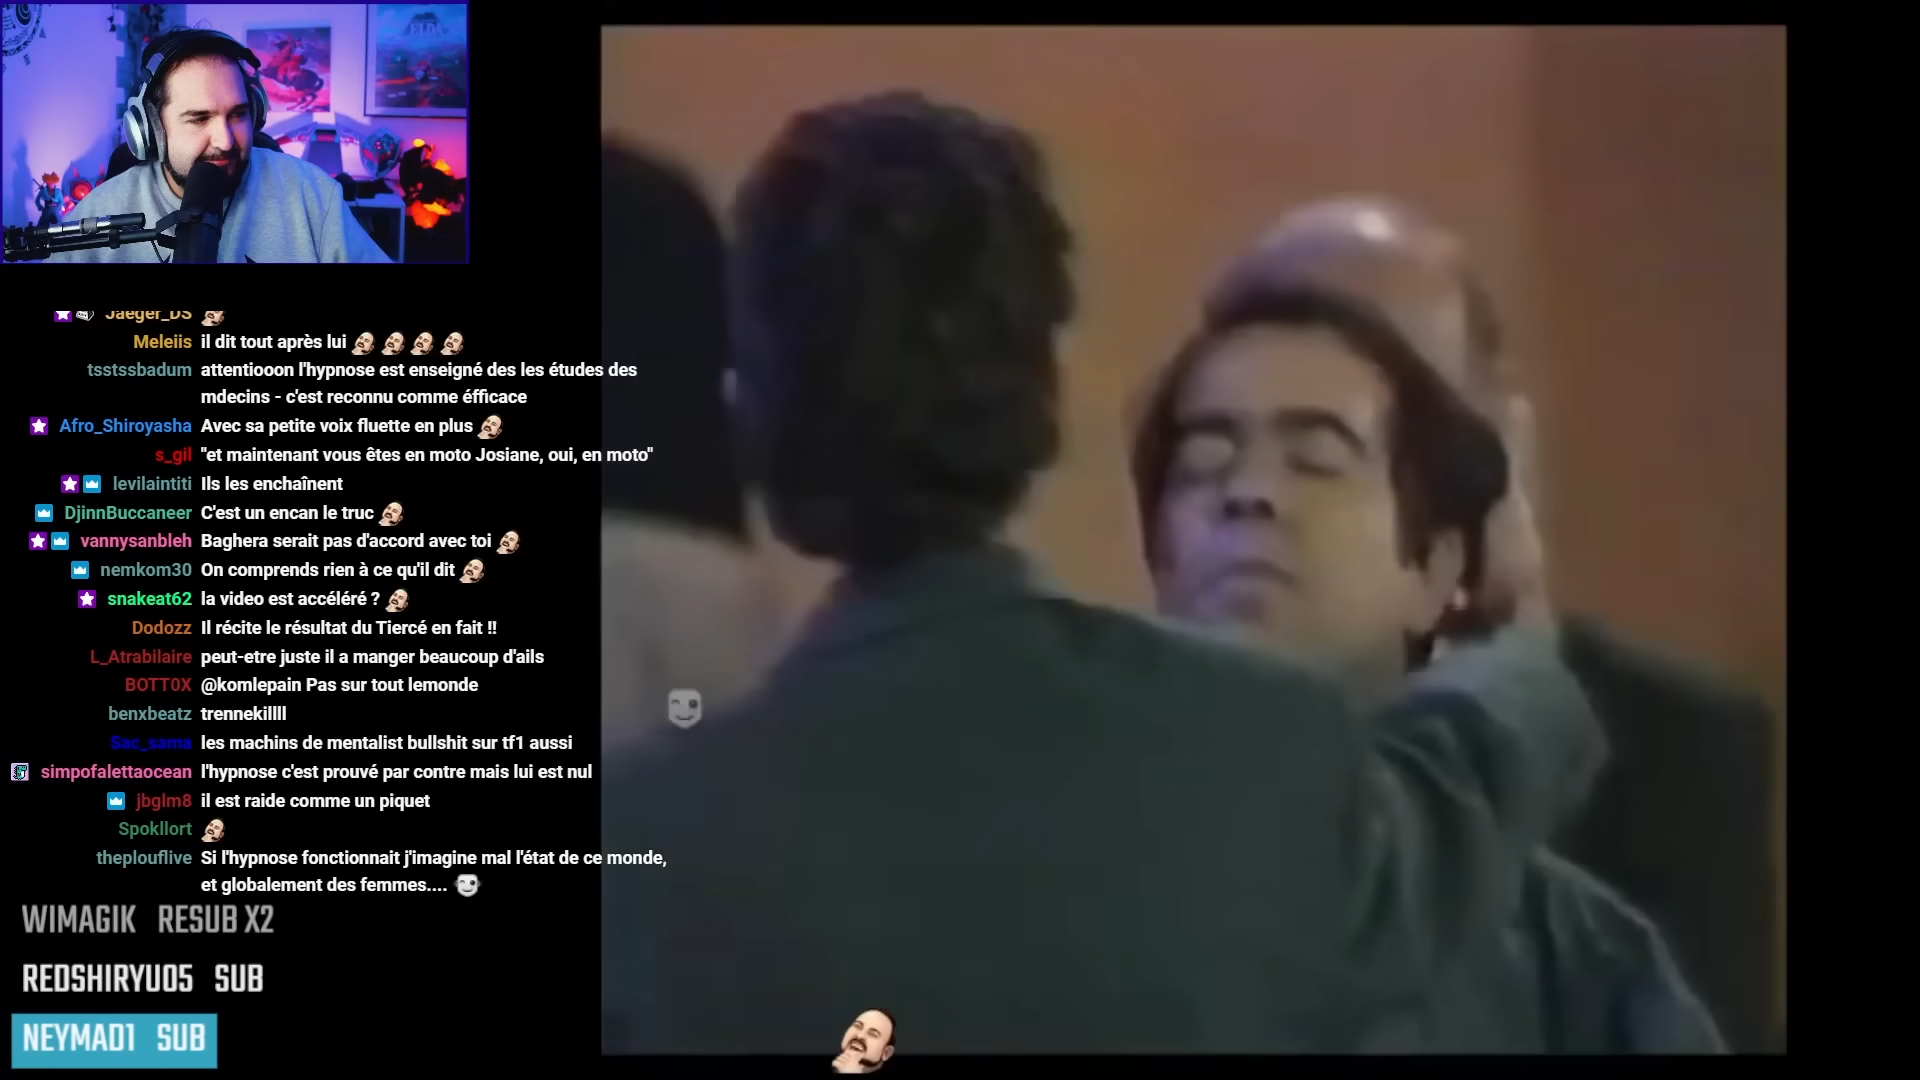 ZELDA
Jaeger_DS
Meleiis il dit tout après lui
tsstssbadum attentiooon l'hypnose est enseigné des les études des
mdecins - c'est reconnu comme éfficace
Afro_Shiroyasha Avec sa petite voix fluette en plus
s_gil "et maintenant vous êtes en moto Josiane, oui, en moto"
levilaintiti Ils les enchaînent
DjinnBuccaneer C'est un encan le truc
vannysanbleh Baghera serait pas d'accord avec toi
nemkom30 On comprends rien à ce qu'il dit
snakeat62 la video est accéléré ?
Dodozz Il récite le résultat du Tiercé en fait !!
L_Atrabilaire peut-etre juste il a manger beaucoup d'ails
BOTT0X @komlepain Pas sur tout lemonde
benxbeatz trennekillll
Sac_sama les machins de mentalist bullshit sur tf1 aussi
simpofalettaocean l'hypnose c'est prouvé par contre mais lui est nul
jbglm8 il est raide comme un piquet
Spokllort
theplouflive Si l'hypnose fonctionnait j'imagine mal l'état de ce monde,
et globalement des femmes....
WIMAGIK RESUB X2
REDSHIRYU05 SUB
NEYMAD1 SUB